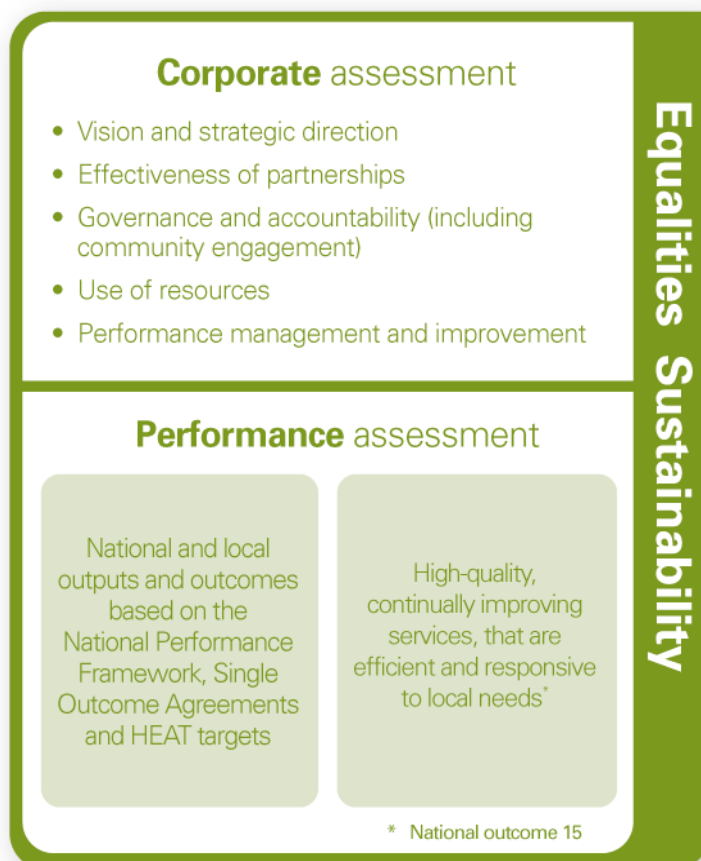 Corporate assessment
• Vision and strategic direction
• Effectiveness of partnerships
• Governance and accountability (including
community engagement)
• Use of resources
• Performance management and improvement
Performance assessment
National and local
outputs and outcomes
based on the
National Performance
Framework, Single
Outcome Agreements
and HEAT targets
High-quality,
continually improving
services, that are
efficient and responsive
to local needs*
* National outcome 15
Equalities Sustainability